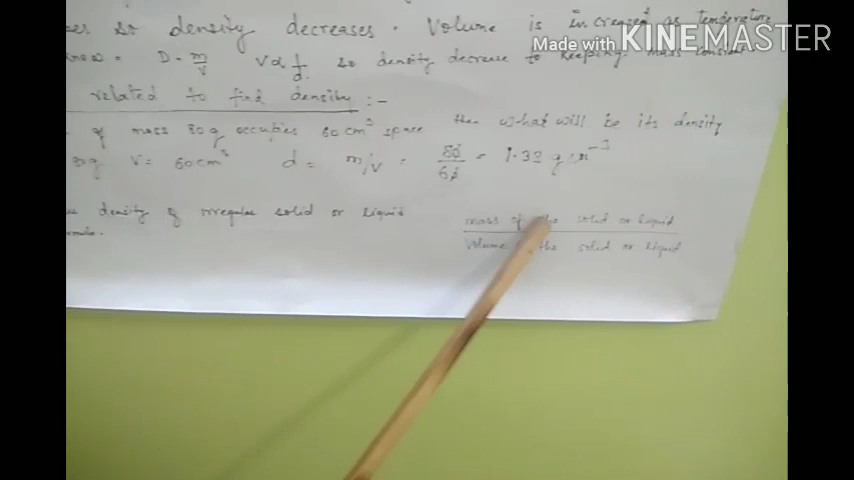 so density decreases. Volume is increased as temperature
Made with KINEMASTER
D = m/v V ∝ 1/d. so density decrease to keeping mass constant
related to find density :-
of mass 80g occupies 60 cm³ space then what will be its density
80g V = 60cm³ d = m/v = 80/60 = 1.33 g cm⁻³
density of irregular solid or liquid
mass of the solid or liquid
Volume the solid or liquid